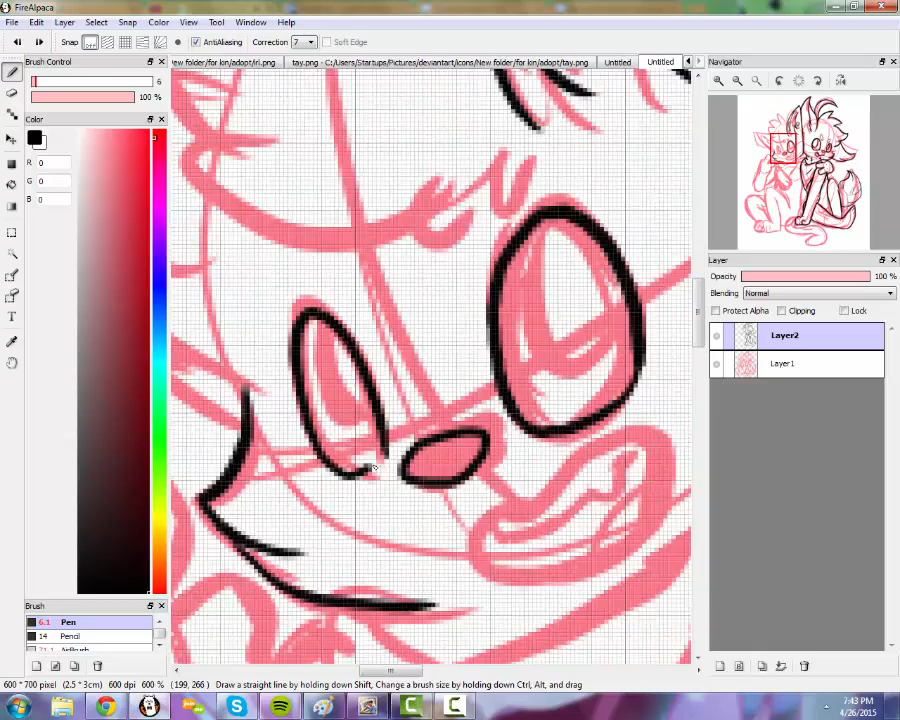 FireAlpaca
File Edit Layer Select Snap Color View Tool Window Help
Snap AntiAliasing Correction 7 Soft Edge
Brush Control
6
100 %
Color
R 0
G 0
B 0
Brush
6.1 Pen
14 Pencil
AirBrush
New folder/for kin/adopt/irl.png tay.png - C:/Users/Startups/Pictures/deviantart/icons/New folder/for kin/adopt/tay.png Untitled Untitled
Navigator
Layer
Opacity 100 %
Blending Normal
Protect Alpha Clipping Lock
Layer2
Layer1
600 * 700 pixel (2.5 * 3cm) 600 dpi 600 % (199, 266) Draw a straight line by holding down Shift, Change a brush size by holding down Ctrl, Alt, and drag
7:43 PM
4/26/2015